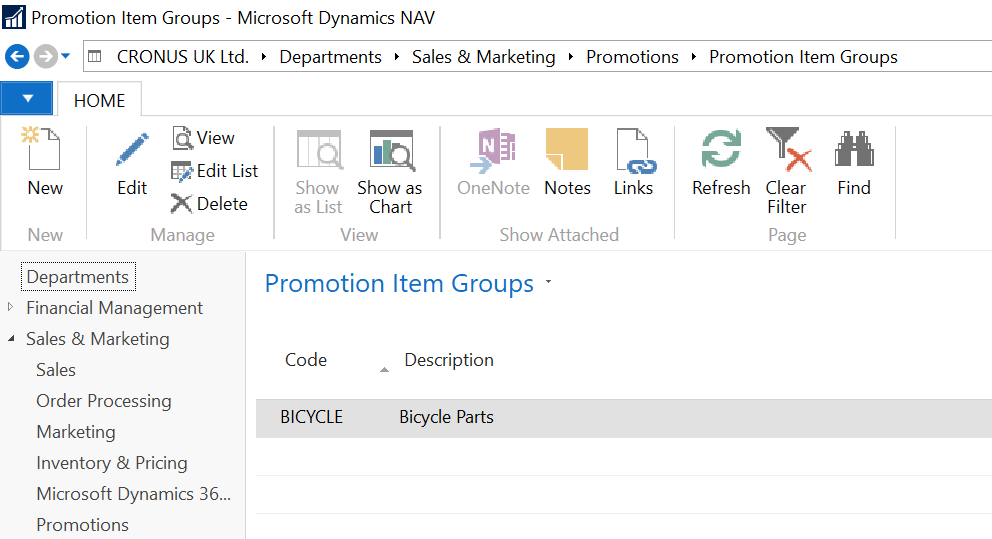 Promotion Item Groups - Microsoft Dynamics NAV
CRONUS UK Ltd. Departments Sales & Marketing Promotions Promotion Item Groups
HOME
New
Edit
View
Edit List
Delete
Show as List
Show as Chart
OneNote
Notes
Links
Refresh
Clear Filter
Find
New
Manage
View
Show Attached
Page
Departments
Financial Management
Sales & Marketing
Sales
Order Processing
Marketing
Inventory & Pricing
Microsoft Dynamics 36...
Promotions
Promotion Item Groups
Code Description
BICYCLE Bicycle Parts